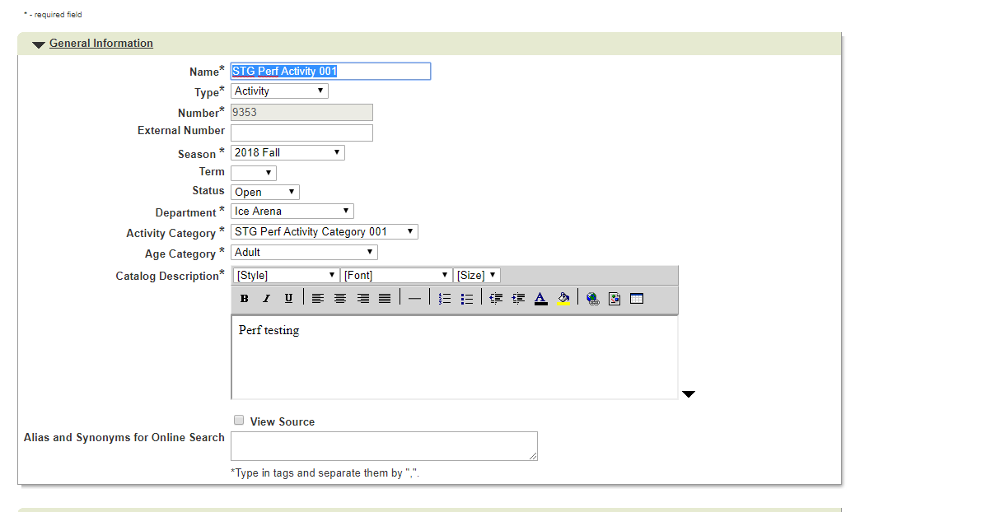 * - required field
General Information
Name* STG Perf Activity 001
Type* Activity
Number* 9353
External Number
Season * 2018 Fall
Term
Status Open
Department * Ice Arena
Activity Category * STG Perf Activity Category 001
Age Category * Adult
Catalog Description* [Style] [Font] [Size]
B I U A
Perf testing
View Source
Alias and Synonyms for Online Search
*Type in tags and separate them by ",".